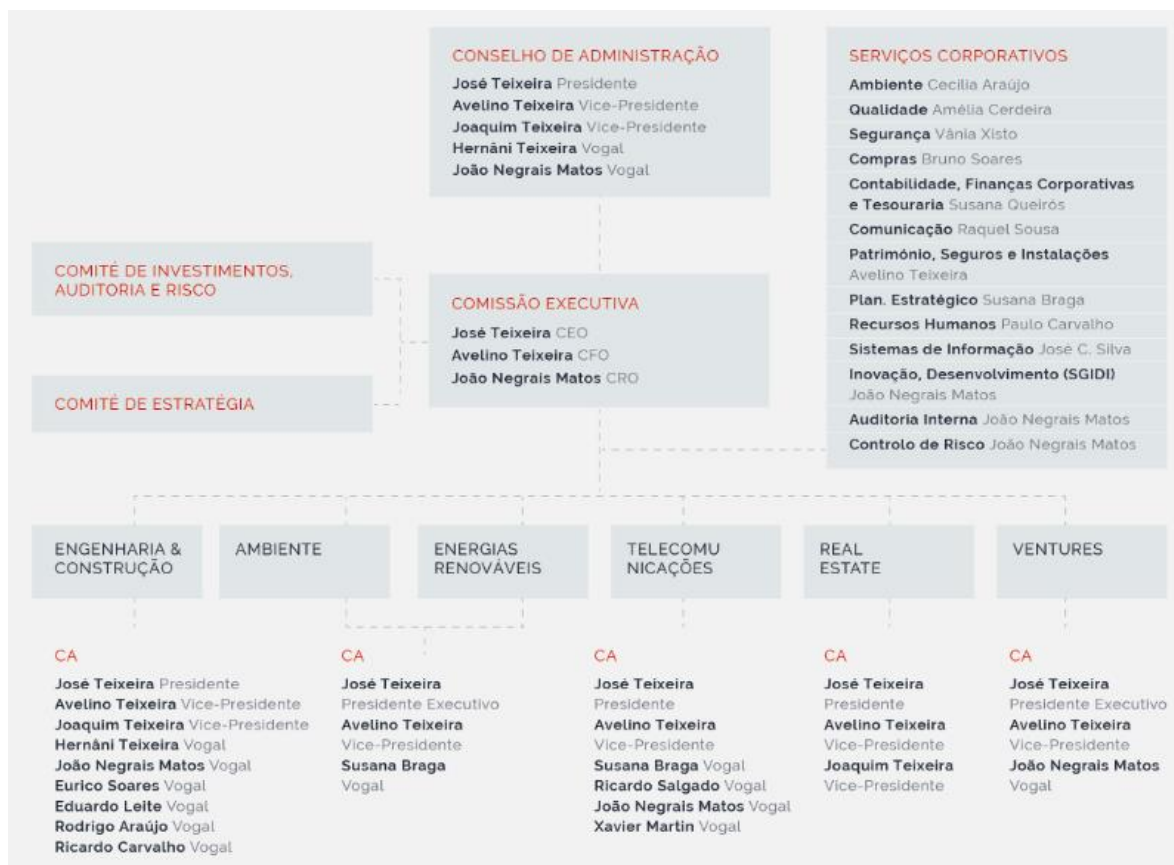 CONSELHO DE ADMINISTRAÇÃO
José Teixeira Presidente
Avelino Teixeira Vice-Presidente
Joaquim Teixeira Vice-Presidente
Hernâni Teixeira Vogal
João Negrais Matos Vogal
SERVIÇOS CORPORATIVOS
Ambiente Cecília Araújo
Qualidade Amélia Cerdeira
Segurança Vânia Xisto
Compras Bruno Soares
Contabilidade, Finanças Corporativas
e Tesouraria Susana Queirós
Comunicação Raquel Sousa
Património, Seguros e Instalações
Avelino Teixeira
Plan. Estratégico Susana Braga
Recursos Humanos Paulo Carvalho
Sistemas de Informação José C. Silva
Inovação, Desenvolvimento (SGIDI)
João Negrais Matos
Auditoria Interna João Negrais Matos
Controlo de Risco João Negrais Matos
COMITÉ DE INVESTIMENTOS,
AUDITORIA E RISCO
COMITÉ DE ESTRATÉGIA
COMISSÃO EXECUTIVA
José Teixeira CEO
Avelino Teixeira CFO
João Negrais Matos CRO
ENGENHARIA &
CONSTRUÇÃO
AMBIENTE
ENERGIAS
RENOVÁVEIS
TELECOMU
NICAÇÕES
REAL
ESTATE
VENTURES
CA
José Teixeira Presidente
Avelino Teixeira Vice-Presidente
Joaquim Teixeira Vice-Presidente
Hernâni Teixeira Vogal
João Negrais Matos Vogal
Eurico Soares Vogal
Eduardo Leite Vogal
Rodrigo Araújo Vogal
Ricardo Carvalho Vogal
CA
José Teixeira
Presidente Executivo
Avelino Teixeira
Vice-Presidente
Susana Braga
Vogal
CA
José Teixeira
Presidente
Avelino Teixeira
Vice-Presidente
Susana Braga Vogal
Ricardo Salgado Vogal
João Negrais Matos Vogal
Xavier Martin Vogal
CA
José Teixeira
Presidente
Avelino Teixeira
Vice-Presidente
Joaquim Teixeira
Vice-Presidente
CA
José Teixeira
Presidente Executivo
Avelino Teixeira
Vice-Presidente
João Negrais Matos
Vogal